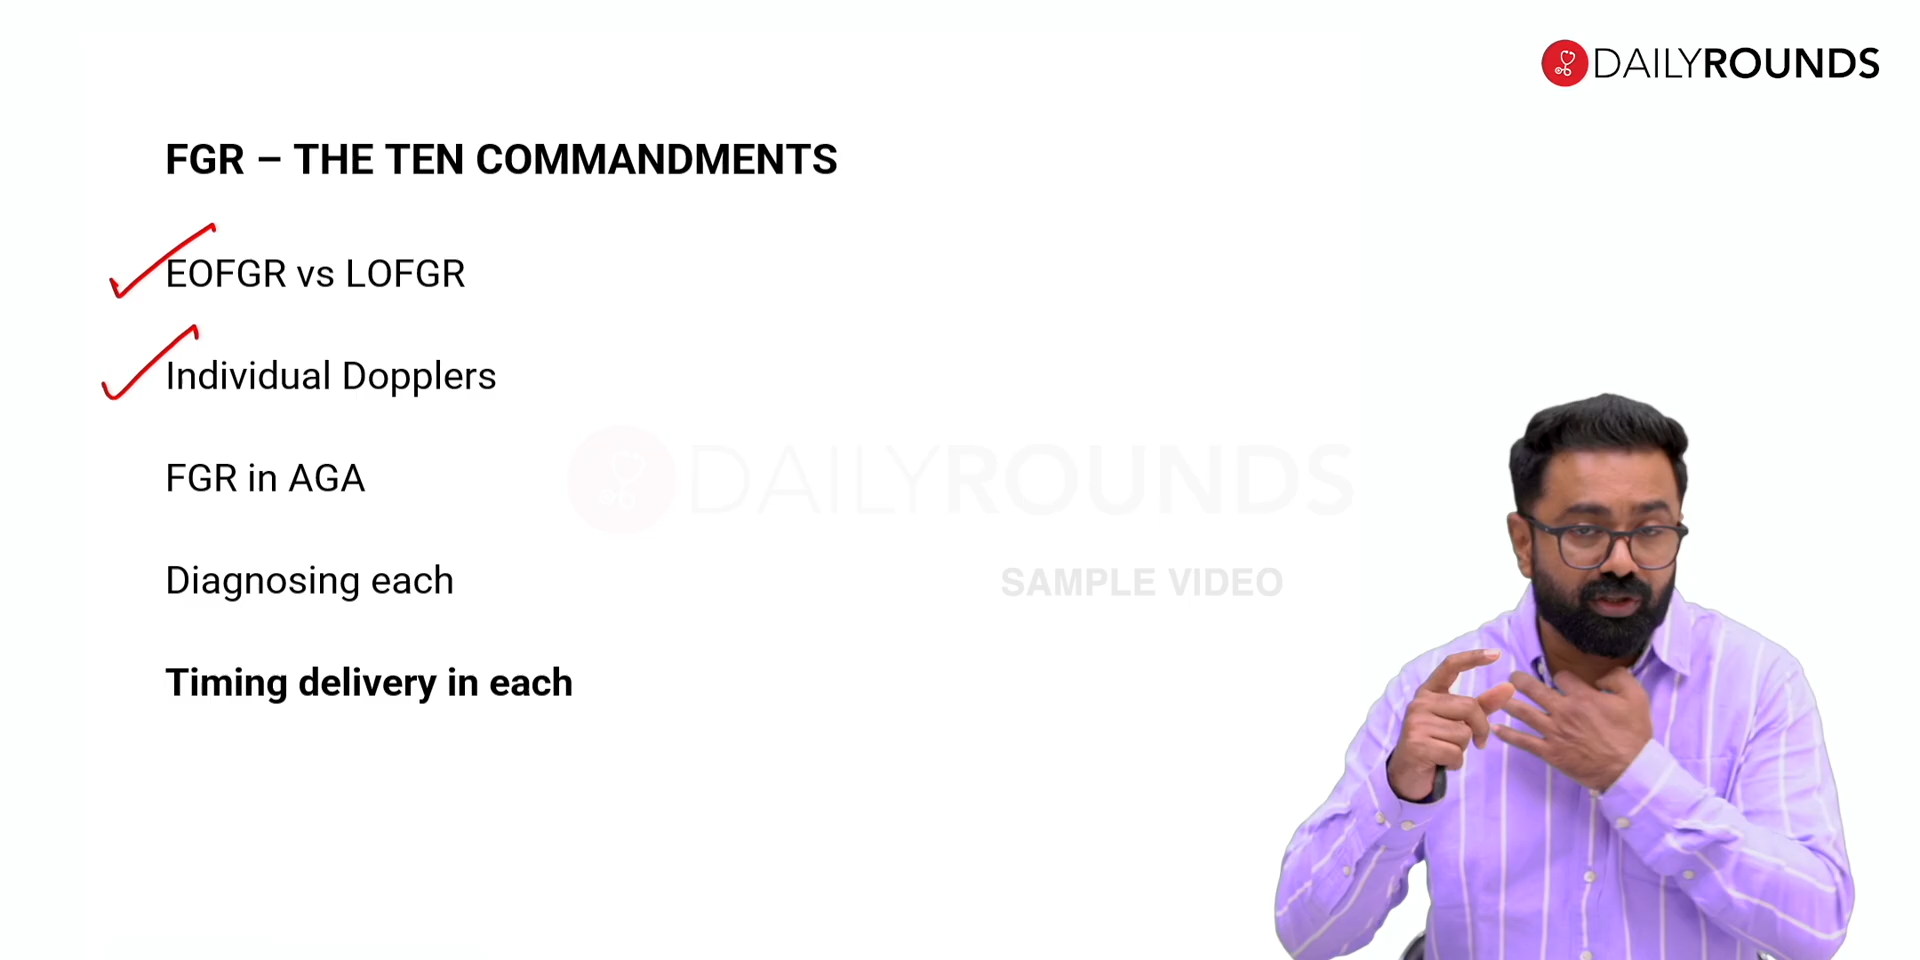 DAILYROUNDS
FGR – THE TEN COMMANDMENTS
EOFGR vs LOFGR
Individual Dopplers
FGR in AGA
DAILYROUNDS
Diagnosing each
SAMPLE VIDEO
Timing delivery in each